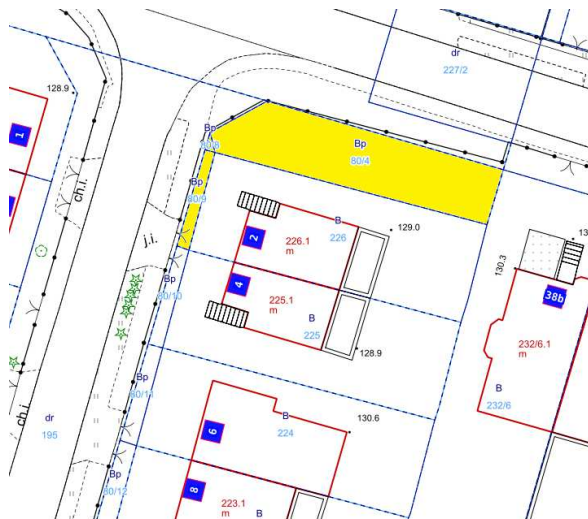 dr
227/2
128.9
1
Bp
80/8
Bp
80/4
ch.i.
Bp
80/9
j.i.
B
226
129.0
2
226.1
m
130.3
Bp
80/10
4
225.1
m
B
225
38b
128.9
232/6.1
m
Bp
80/11
B
232/6
ch.i.
dr
195
B
224
130.6
6
Bp
80/12
8
223.1
m
B